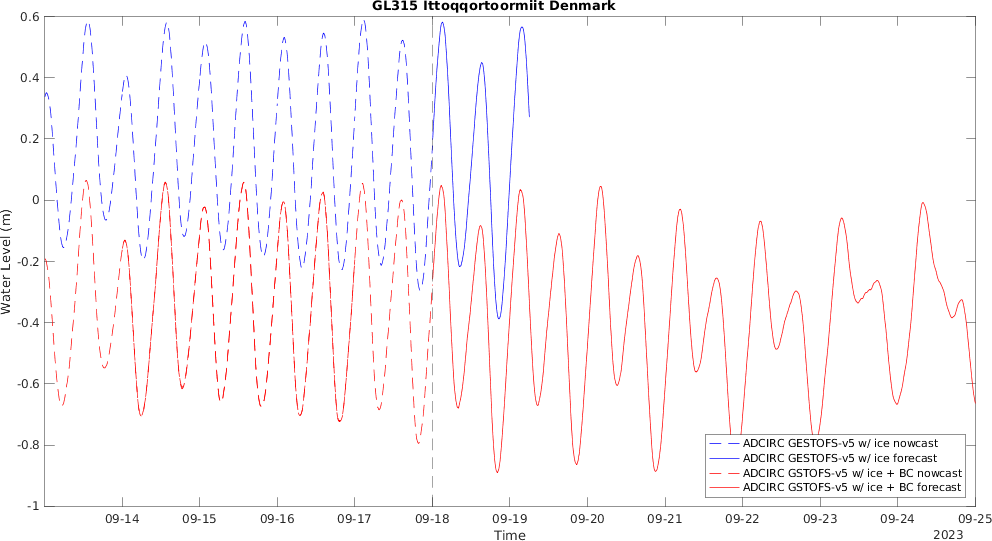 GL315 Ittoqqortoormiit Denmark
0.6
0.4
0.2
0
-0.2
-0.4
-0.6
-0.8
-1
Water Level (m)
ADCIRC GESTOFS-v5 w/ ice nowcast
ADCIRC GESTOFS-v5 w/ ice forecast
ADCIRC GSTOFS-v5 w/ ice + BC nowcast
ADCIRC GSTOFS-v5 w/ ice + BC forecast
09-14 09-15 09-16 09-17 09-18 09-19 09-20 09-21 09-22 09-23 09-24 09-25
Time
2023